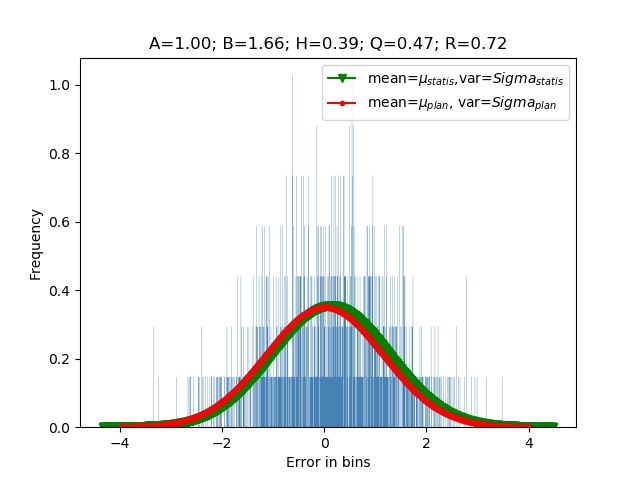 A=1.00; B=1.66; H=0.39; Q=0.47; R=0.72
mean=μstatis,var=Sigmastatis
mean=μplan, var=Sigmaplan
1.0
0.8
0.6
0.4
0.2
0.0
Frequency
−4
−2
0
2
4
Error in bins